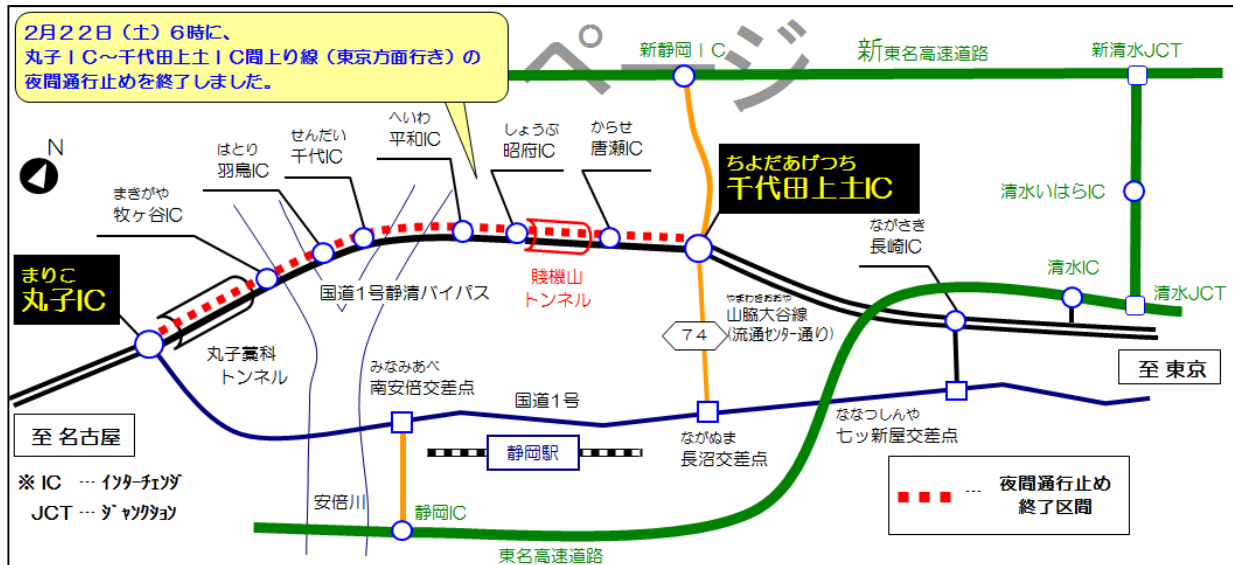 2月22日（土）6時に、
丸子ＩＣ～千代田上土ＩＣ間上り線（東京方面行き）の
夜間通行止めを終了しました。
ページ
新静岡ＩＣ
新東名高速道路
新清水JCT
N
へいわ
平和IC
しょうぶ
昭府IC
からせ
唐瀬IC
せんだい
千代IC
はとり
羽鳥IC
まきがや
牧ヶ谷IC
ちよだあげつち
千代田上土IC
清水いはらIC
ながさき
長崎IC
清水IC
清水JCT
まりこ
丸子IC
国道1号静清バイパス
賤機山
トンネル
やまわきおおや
山脇大谷線
(流通ｾﾝﾀｰ通り)
74
丸子藁科
トンネル
みなみあべ
南安倍交差点
国道1号
至 東京
ながぬま
長沼交差点
ななつしんや
七ッ新屋交差点
至 名古屋
静岡駅
※ IC … ｲﾝﾀｰﾁｪﾝｼﾞ
JCT … ｼﾞｬﾝｸｼｮﾝ
安倍川
静岡IC
東名高速道路
… 夜間通行止め
終了区間